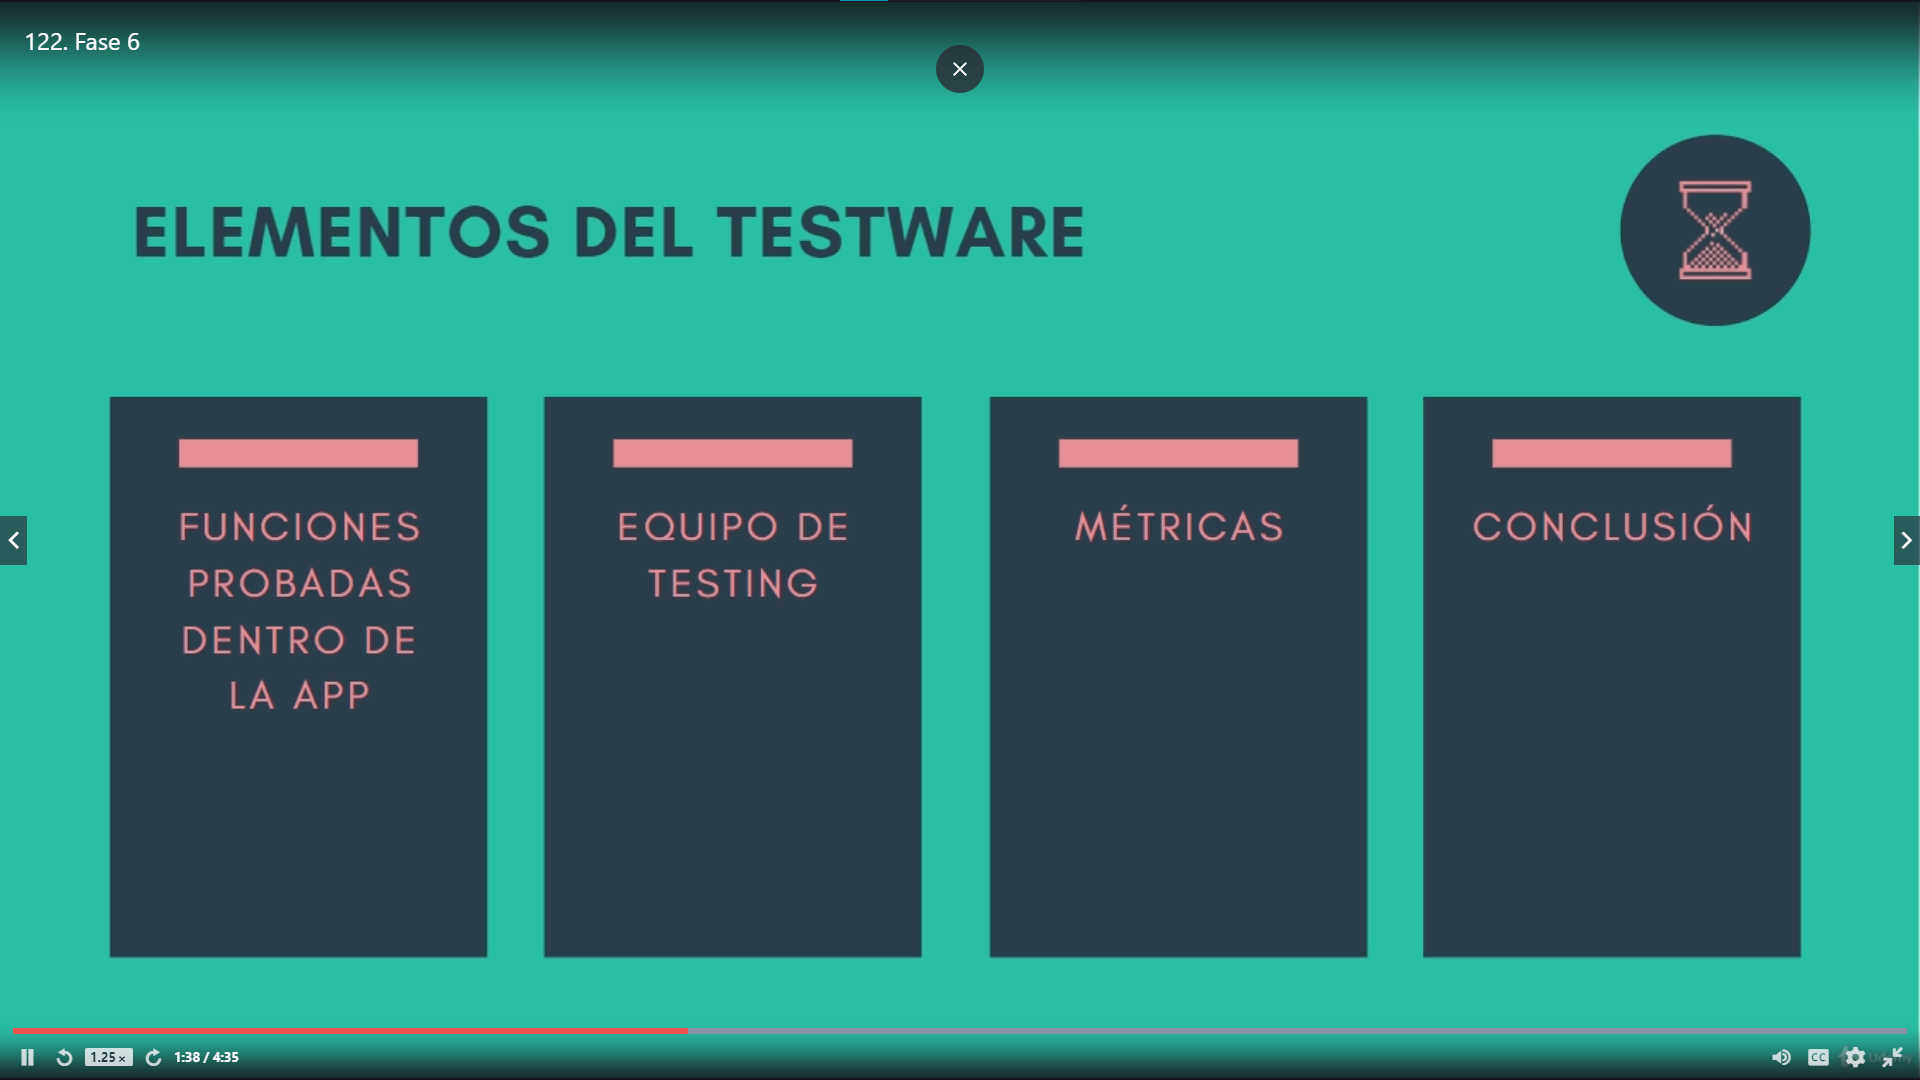 122. Fase 6
ELEMENTOS DEL TESTWARE
FUNCIONES
PROBADAS
DENTRO DE
LA APP
EQUIPO DE
TESTING
MÉTRICAS
CONCLUSIÓN
1.25×
1:38 / 4:35
CC